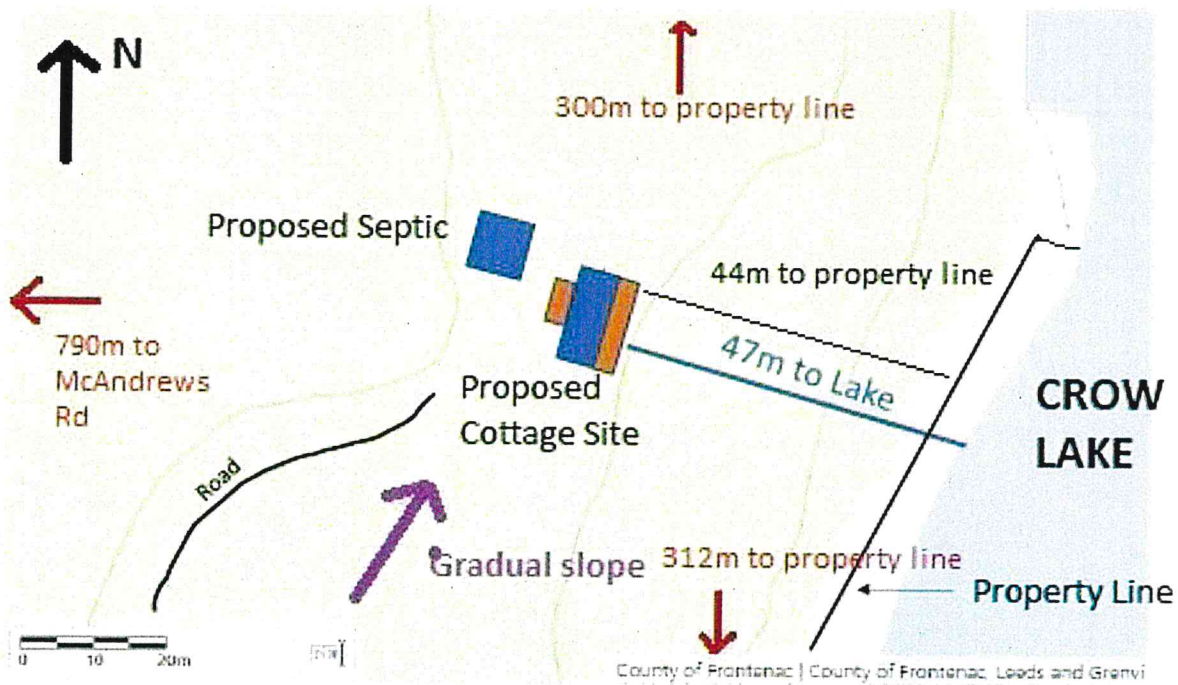 N
300m to property line
Proposed Septic
44m to property line
790m to
McAndrews
Rd
47m to Lake
Proposed
Cottage Site
CROW
LAKE
Road
Gradual slope
312m to property line
Property Line
0 10 20m
County of Frontenac | County of Frontenac, Leeds and Grenvi